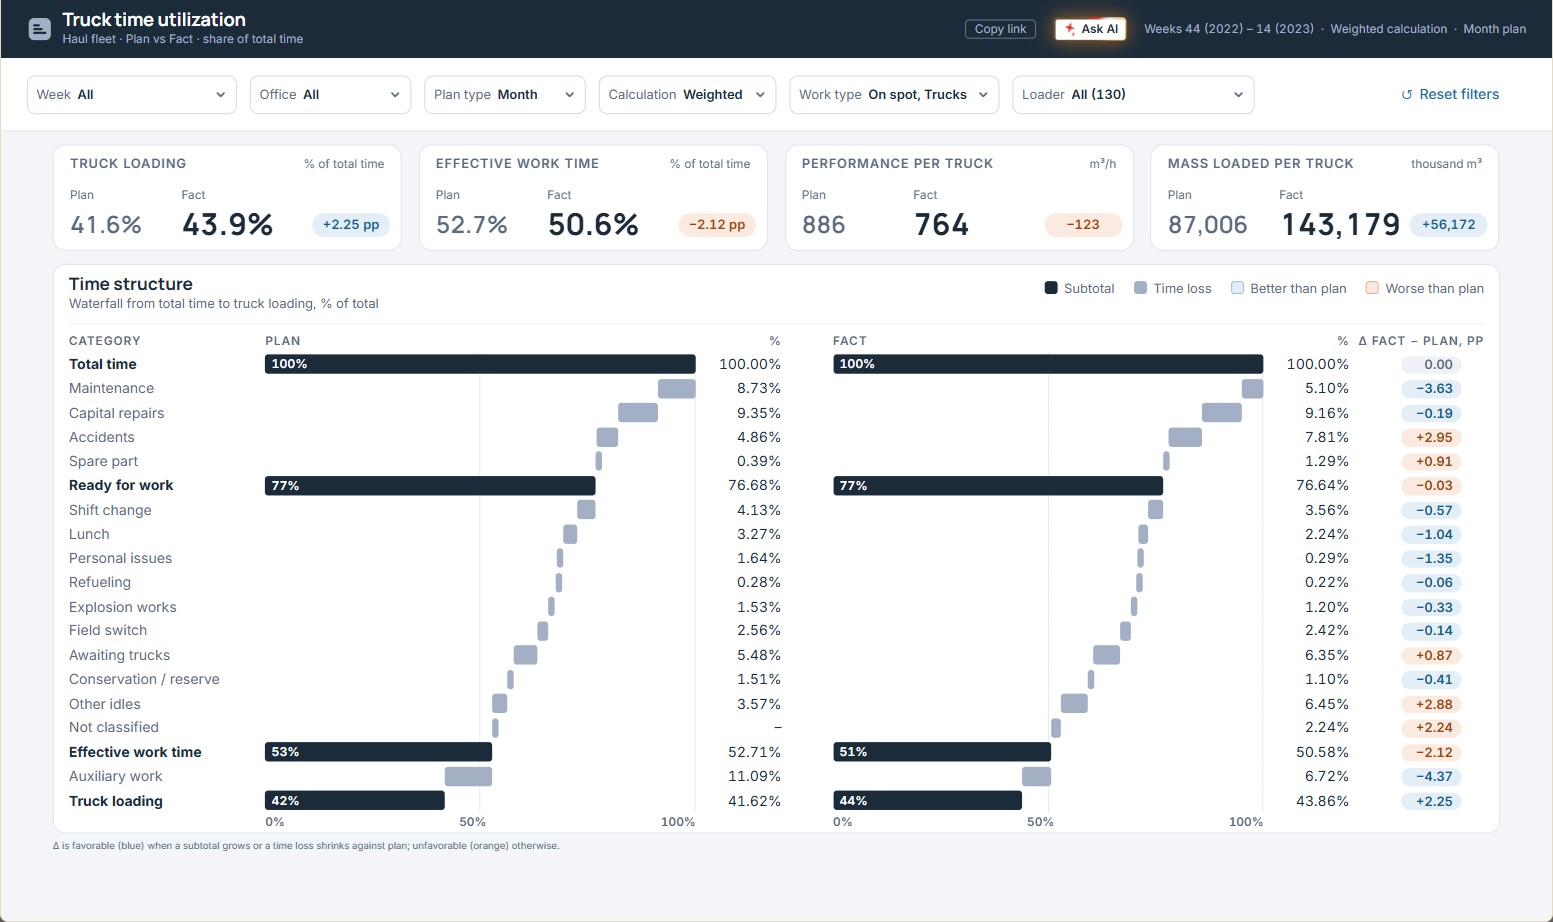 Truck time utilization
Haul fleet · Plan vs Fact · share of total time
Copy link
Ask AI
Weeks 44 (2022) – 14 (2023) · Weighted calculation · Month plan
Week All
Office All
Plan type Month
Calculation Weighted
Work type On spot, Trucks
Loader All (130)
↺ Reset filters
TRUCK LOADING % of total time
Plan Fact
41.6% 43.9% +2.25 pp
EFFECTIVE WORK TIME % of total time
Plan Fact
52.7% 50.6% −2.12 pp
PERFORMANCE PER TRUCK m³/h
Plan Fact
886 764 −123
MASS LOADED PER TRUCK thousand m³
Plan Fact
87,006 143,179 +56,172
Time structure
Waterfall from total time to truck loading, % of total
Subtotal Time loss Better than plan Worse than plan
CATEGORY PLAN % FACT % Δ FACT − PLAN, PP
Total time 100% 100.00% 100% 100.00% 0.00
Maintenance 8.73% 5.10% −3.63
Capital repairs 9.35% 9.16% −0.19
Accidents 4.86% 7.81% +2.95
Spare part 0.39% 1.29% +0.91
Ready for work 77% 76.68% 77% 76.64% −0.03
Shift change 4.13% 3.56% −0.57
Lunch 3.27% 2.24% −1.04
Personal issues 1.64% 0.29% −1.35
Refueling 0.28% 0.22% −0.06
Explosion works 1.53% 1.20% −0.33
Field switch 2.56% 2.42% −0.14
Awaiting trucks 5.48% 6.35% +0.87
Conservation / reserve 1.51% 1.10% −0.41
Other idles 3.57% 6.45% +2.88
Not classified – 2.24% +2.24
Effective work time 53% 52.71% 51% 50.58% −2.12
Auxiliary work 11.09% 6.72% −4.37
Truck loading 42% 41.62% 44% 43.86% +2.25
0% 50% 100% 0% 50% 100%
Δ is favorable (blue) when a subtotal grows or a time loss shrinks against plan; unfavorable (orange) otherwise.